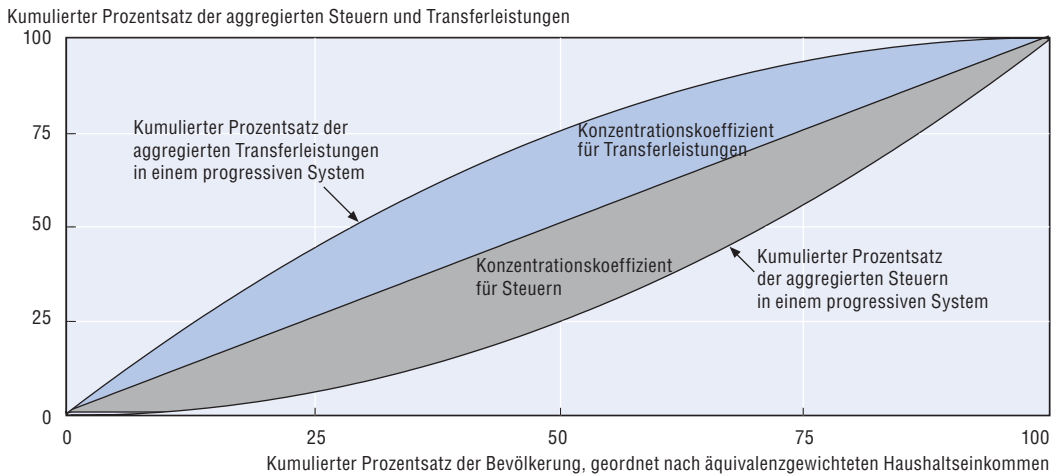 Kumulierter Prozentsatz der aggregierten Steuern und Transferleistungen
100
75
50
25
0
Kumulierter Prozentsatz der
aggregierten Transferleistungen
in einem progressiven System
Konzentrationskoeffizient
für Transferleistungen
Konzentrationskoeffizient
für Steuern
Kumulierter Prozentsatz
der aggregierten Steuern
in einem progressiven System
0 25 50 75 100
Kumulierter Prozentsatz der Bevölkerung, geordnet nach äquivalenzgewichteten Haushaltseinkommen